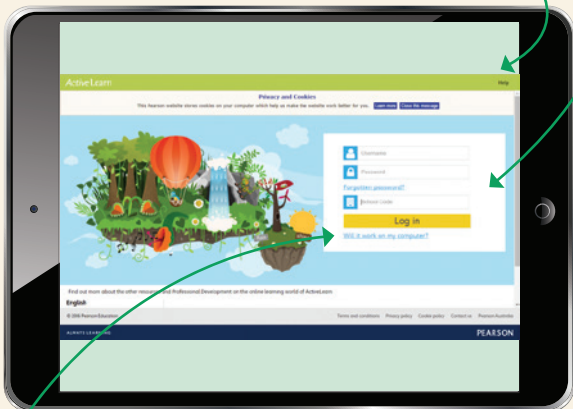 ActiveLearn
Help
Privacy and Cookies
This Pearson website stores cookies on your computer which help us make the website work better for you. Learn more Close this message
Username
Password
Forgotten password?
School code
Log in
Will it work on my computer?
Find out more about the other resources and Professional Development on the online learning world of ActiveLearn
English
© Pearson Education
Terms and conditions Privacy policy Cookie policy Contact us Pearson Australia
ALWAYS LEARNING
PEARSON